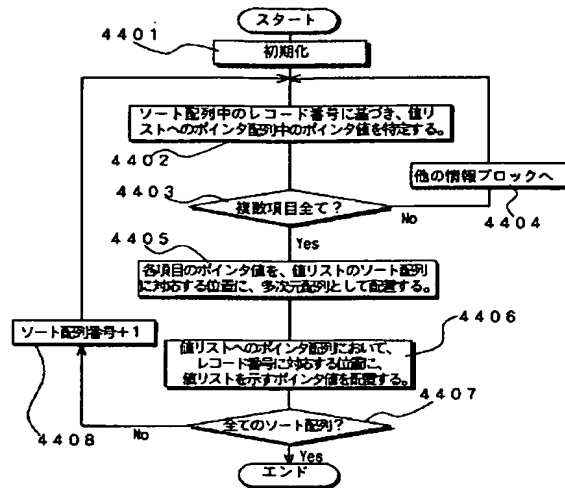 スタート
4401
初期化
ソート配列中のレコード番号に基づき、値
リストへのポインタ配列中のポインタ値を特定する。
4402
4403
複数項目全て?
No
他の情報ブロックへ
4404
Yes
4405
各項目のポインタ値を、値リストのソート配列
に対応する位置に、多次元配列として配置する。
ソート配列番号+1
4406
値リストへのポインタ配列において、
レコード番号に対応する位置に、
値リストを示すポインタ値を配置する。
4407
4408
No
全てのソート配列?
Yes
エンド